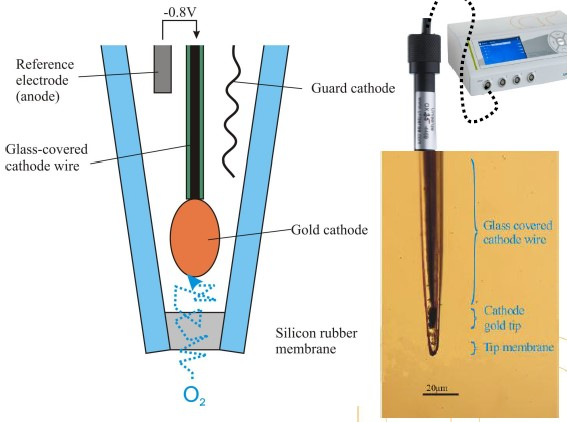 -0.8V
Reference
electrode
(anode)
Guard cathode
Glass-covered
cathode wire
Gold cathode
Silicon rubber
membrane
O₂
Glass covered
cathode wire
Cathode
gold tip
Tip membrane
20µm